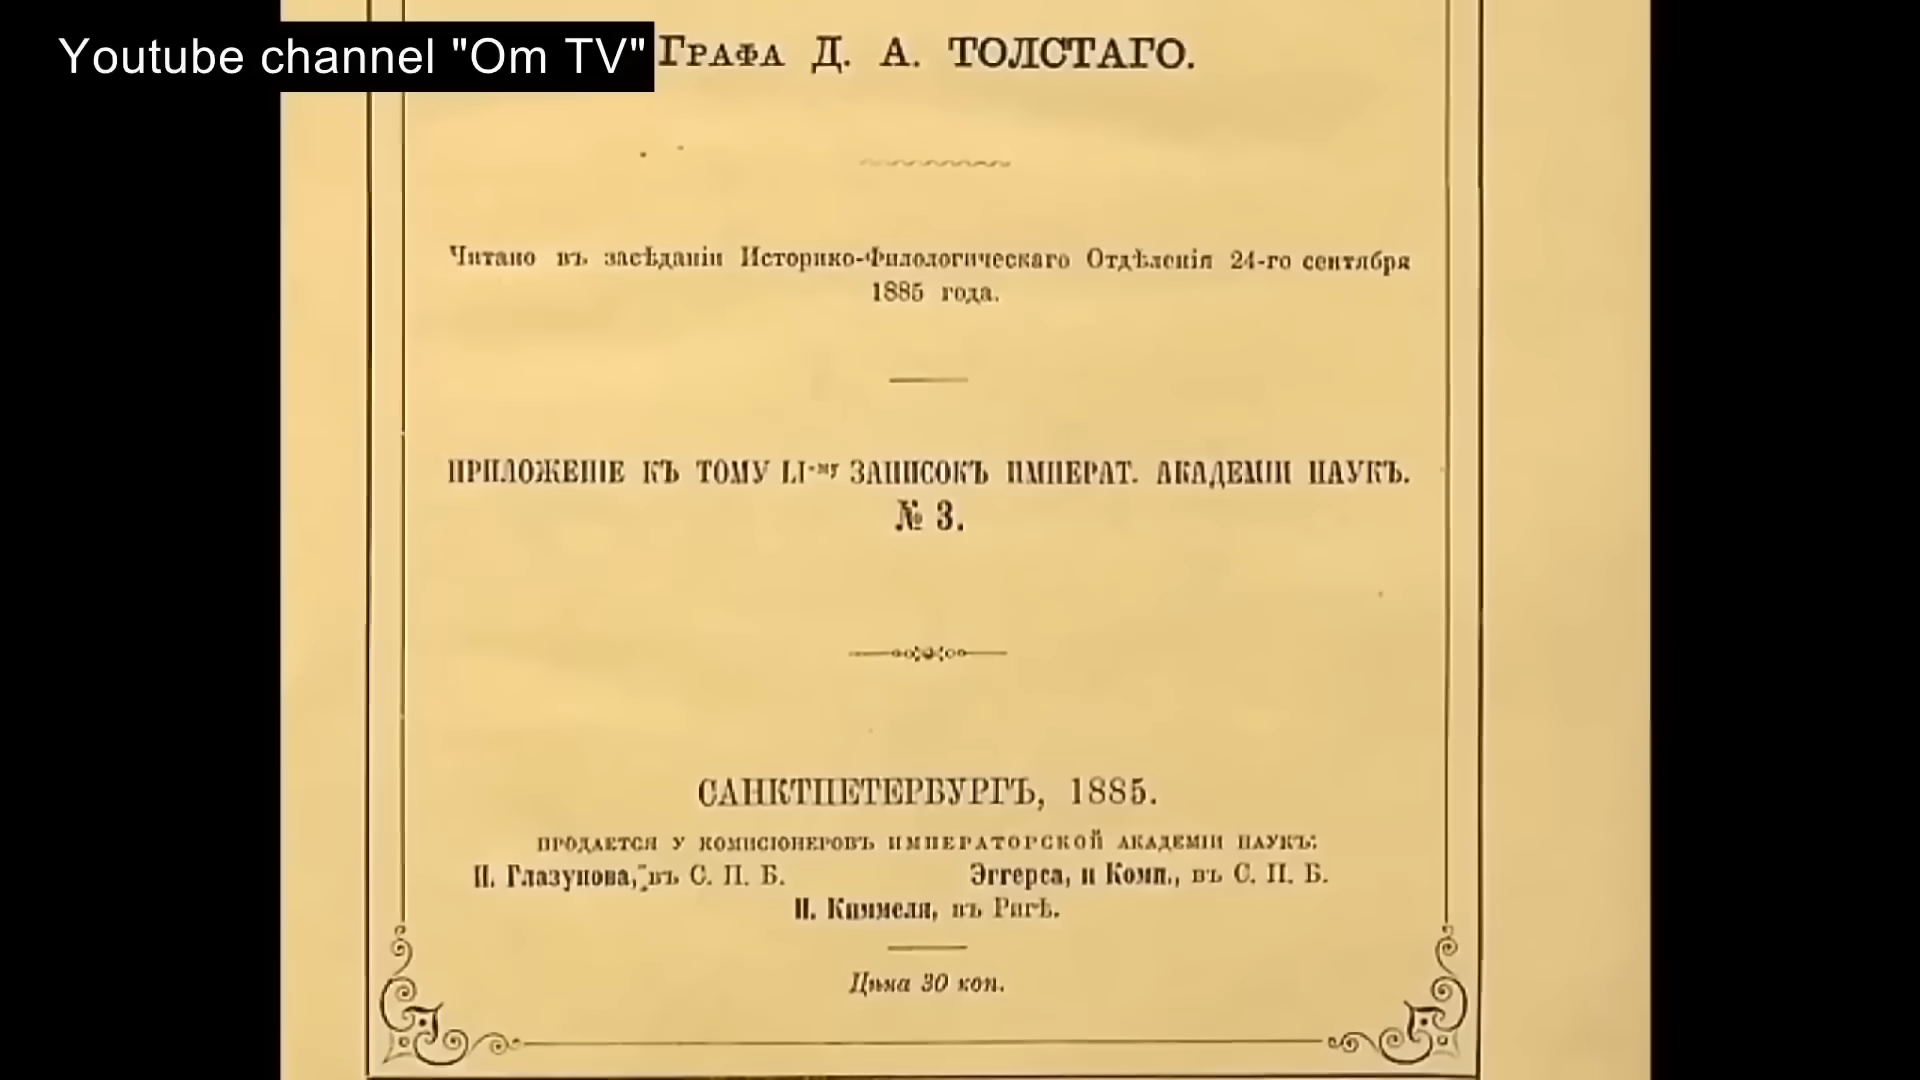 Youtube channel "Om TV"
Графа Д. А. ТОЛСТАГО.
Читано въ засѣданіи Историко-Филологическаго Отдѣленія 24-го сентября
1885 года.
ПРИЛОЖЕНІЕ КЪ ТОМУ LI-му ЗАПИСОКЪ ИМПЕРАТ. АКАДЕМІИ НАУКЪ.
№ 3.
САНКТПЕТЕРБУРГЪ, 1885.
ПРОДАЕТСЯ У КОМИСІОНЕРОВЪ ИМПЕРАТОРСКОЙ АКАДЕМІИ НАУКЪ:
И. Глазунова, въ С. П. Б. Эггерса, и Комп., въ С. П. Б.
Н. Киммеля, въ Ригѣ.
Цѣна 30 коп.